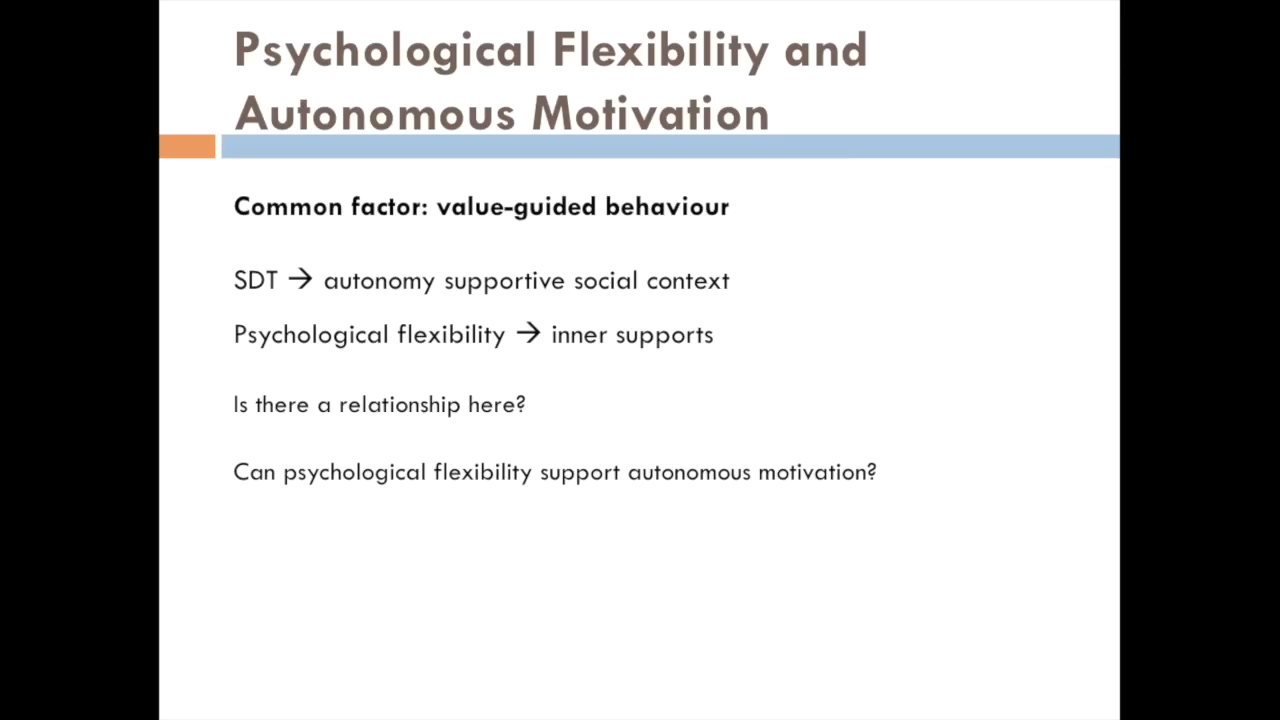 Psychological Flexibility and
Autonomous Motivation
Common factor: value-guided behaviour
SDT → autonomy supportive social context
Psychological flexibility → inner supports
Is there a relationship here?
Can psychological flexibility support autonomous motivation?